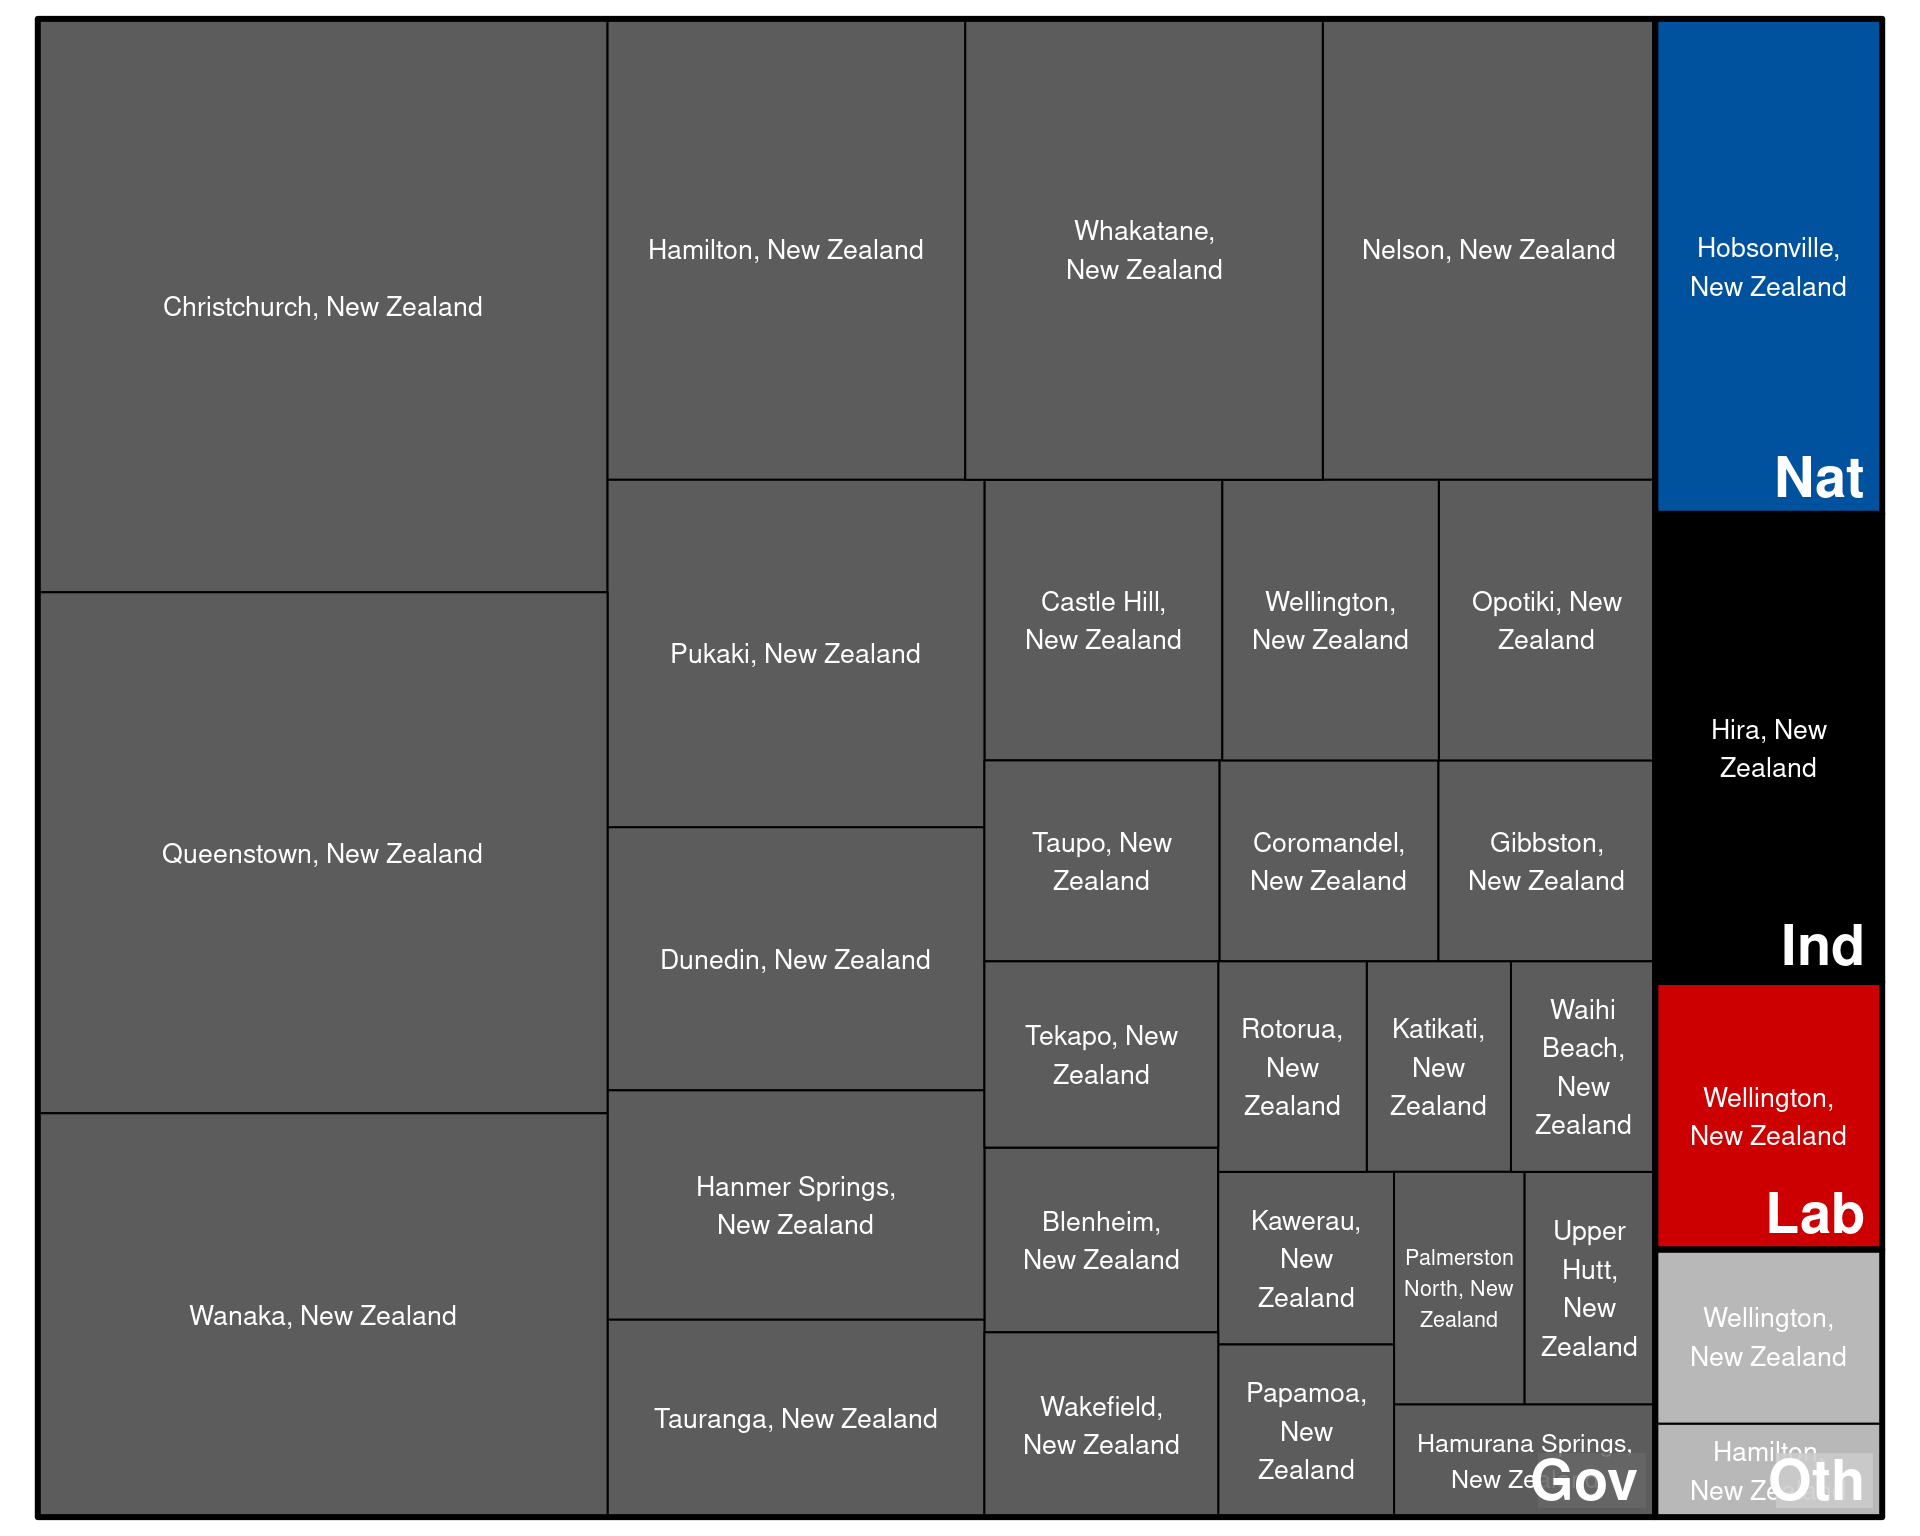 Christchurch, New Zealand
Queenstown, New Zealand
Wanaka, New Zealand
Hamilton, New Zealand
Whakatane,
New Zealand
Nelson, New Zealand
Pukaki, New Zealand
Dunedin, New Zealand
Hanmer Springs,
New Zealand
Tauranga, New Zealand
Castle Hill,
New Zealand
Wellington,
New Zealand
Opotiki, New
Zealand
Taupo, New
Zealand
Coromandel,
New Zealand
Gibbston,
New Zealand
Tekapo, New
Zealand
Blenheim,
New Zealand
Wakefield,
New Zealand
Rotorua,
New
Zealand
Katikati,
New
Zealand
Waihi
Beach,
New
Zealand
Kawerau,
New
Zealand
Papamoa,
New
Zealand
Palmerston
North, New
Zealand
Upper
Hutt,
New
Zealand
Hamurana Springs,
New Zealand
Gov
Hobsonville,
New Zealand
Nat
Hira, New
Zealand
Ind
Wellington,
New Zealand
Lab
Wellington,
New Zealand
Hamilton,
New Zealand
Oth